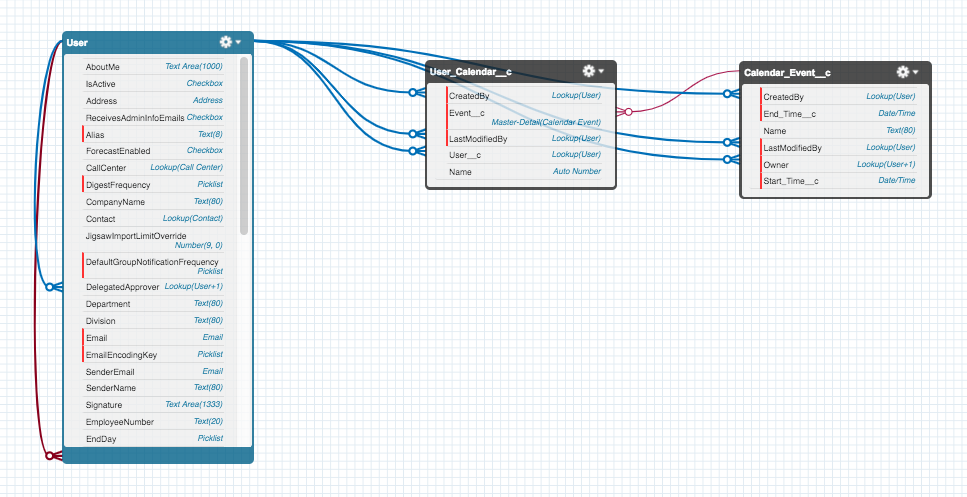 User
AboutMe Text Area(1000)
IsActive Checkbox
Address Address
ReceivesAdminInfoEmails Checkbox
Alias Text(8)
ForecastEnabled Checkbox
CallCenter Lookup(Call Center)
DigestFrequency Picklist
CompanyName Text(80)
Contact Lookup(Contact)
JigsawImportLimitOverride
Number(9, 0)
DefaultGroupNotificationFrequency
Picklist
DelegatedApprover Lookup(User+1)
Department Text(80)
Division Text(80)
Email Email
EmailEncodingKey Picklist
SenderEmail Email
SenderName Text(80)
Signature Text Area(1333)
EmployeeNumber Text(20)
EndDay Picklist
User_Calendar__c
CreatedBy Lookup(User)
Event__c
Master-Detail(Calendar Event)
LastModifiedBy Lookup(User)
User__c Lookup(User)
Name Auto Number
Calendar_Event__c
CreatedBy Lookup(User)
End_Time__c Date/Time
Name Text(80)
LastModifiedBy Lookup(User)
Owner Lookup(User+1)
Start_Time__c Date/Time